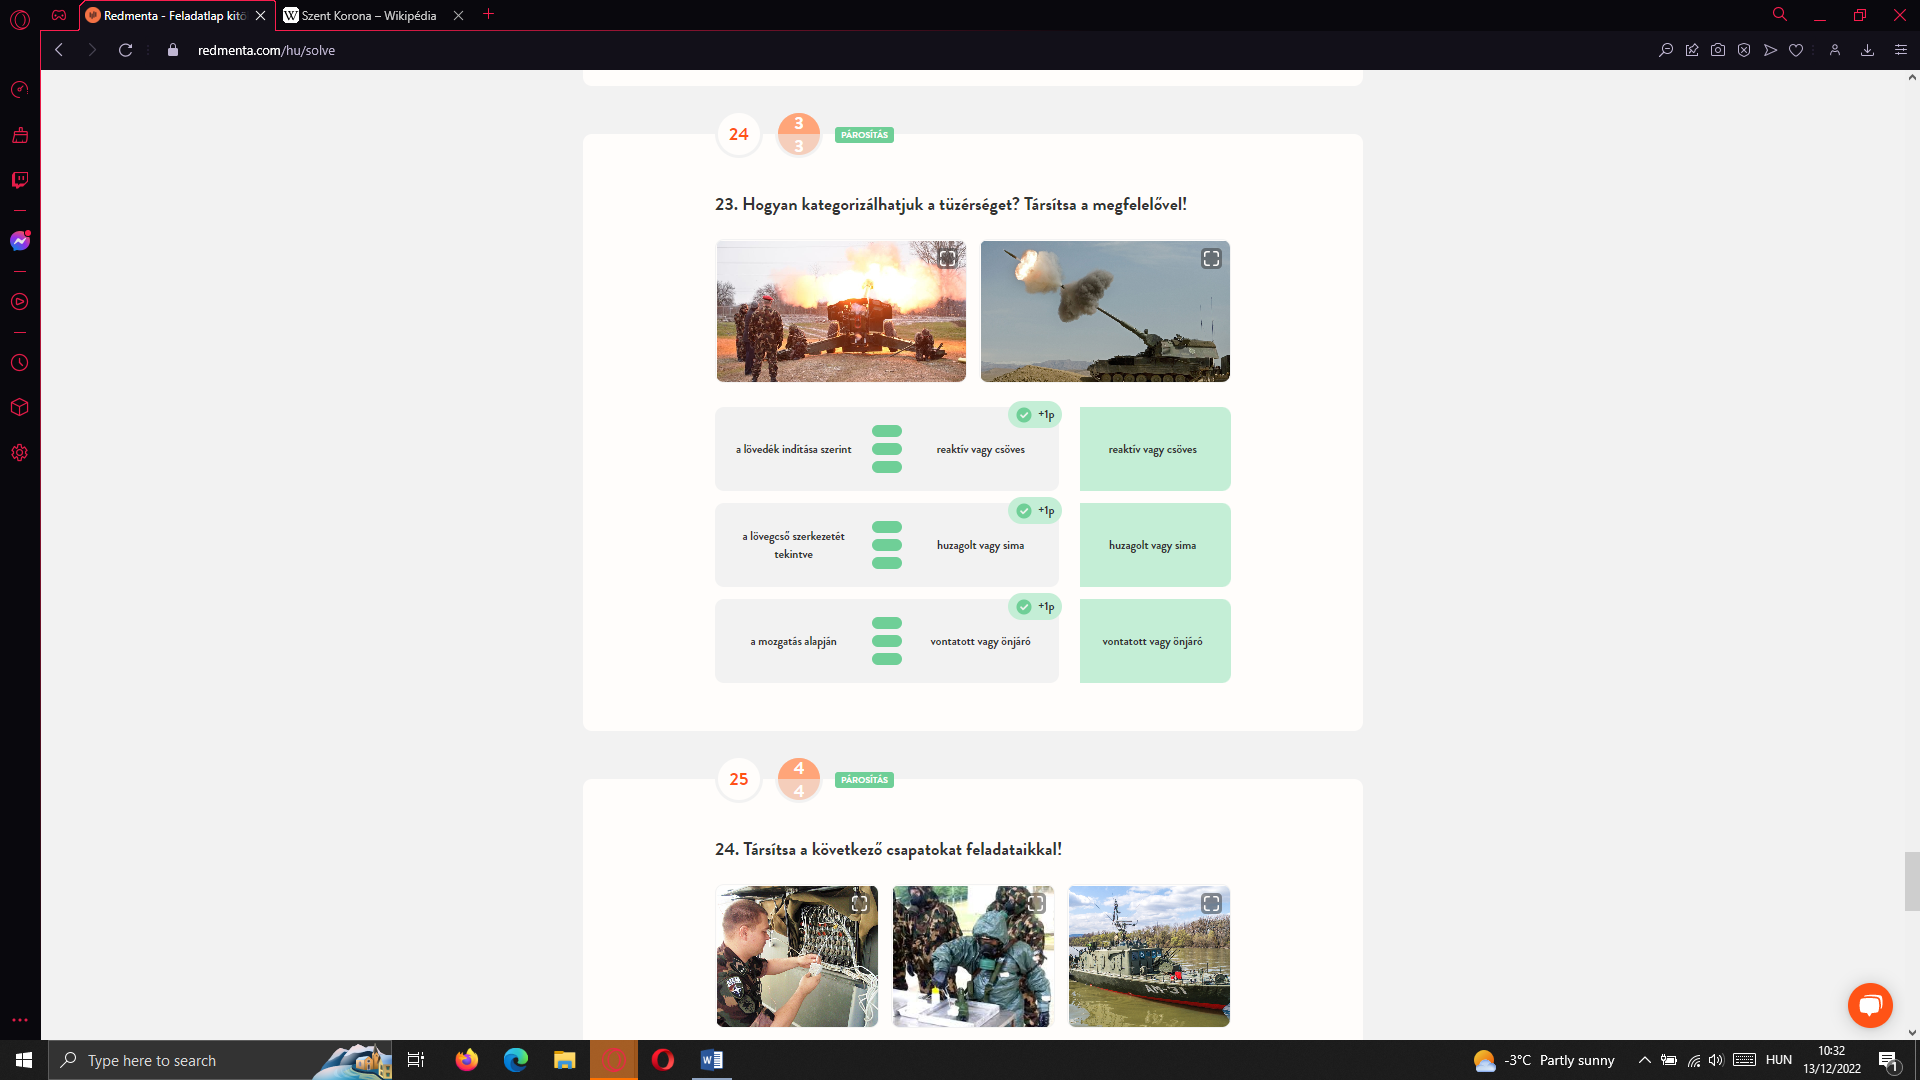 Redmenta - Feladatlap kitö
Szent Korona – Wikipédia
redmenta.com/hu/solve
24
3
3
PÁROSÍTÁS
23. Hogyan kategorizálhatjuk a tüzérséget? Társítsa a megfelelővel!
+1p
a lövedék indítása szerint
reaktív vagy csöves
reaktív vagy csöves
+1p
a lövegcső szerkezetét
tekintve
huzagolt vagy sima
huzagolt vagy sima
+1p
a mozgatás alapján
vontatott vagy önjáró
vontatott vagy önjáró
25
4
4
PÁROSÍTÁS
24. Társítsa a következő csapatokat feladataikkal!
AM-31
Type here to search
-3°C Partly sunny
HUN
10:32
13/12/2022
1